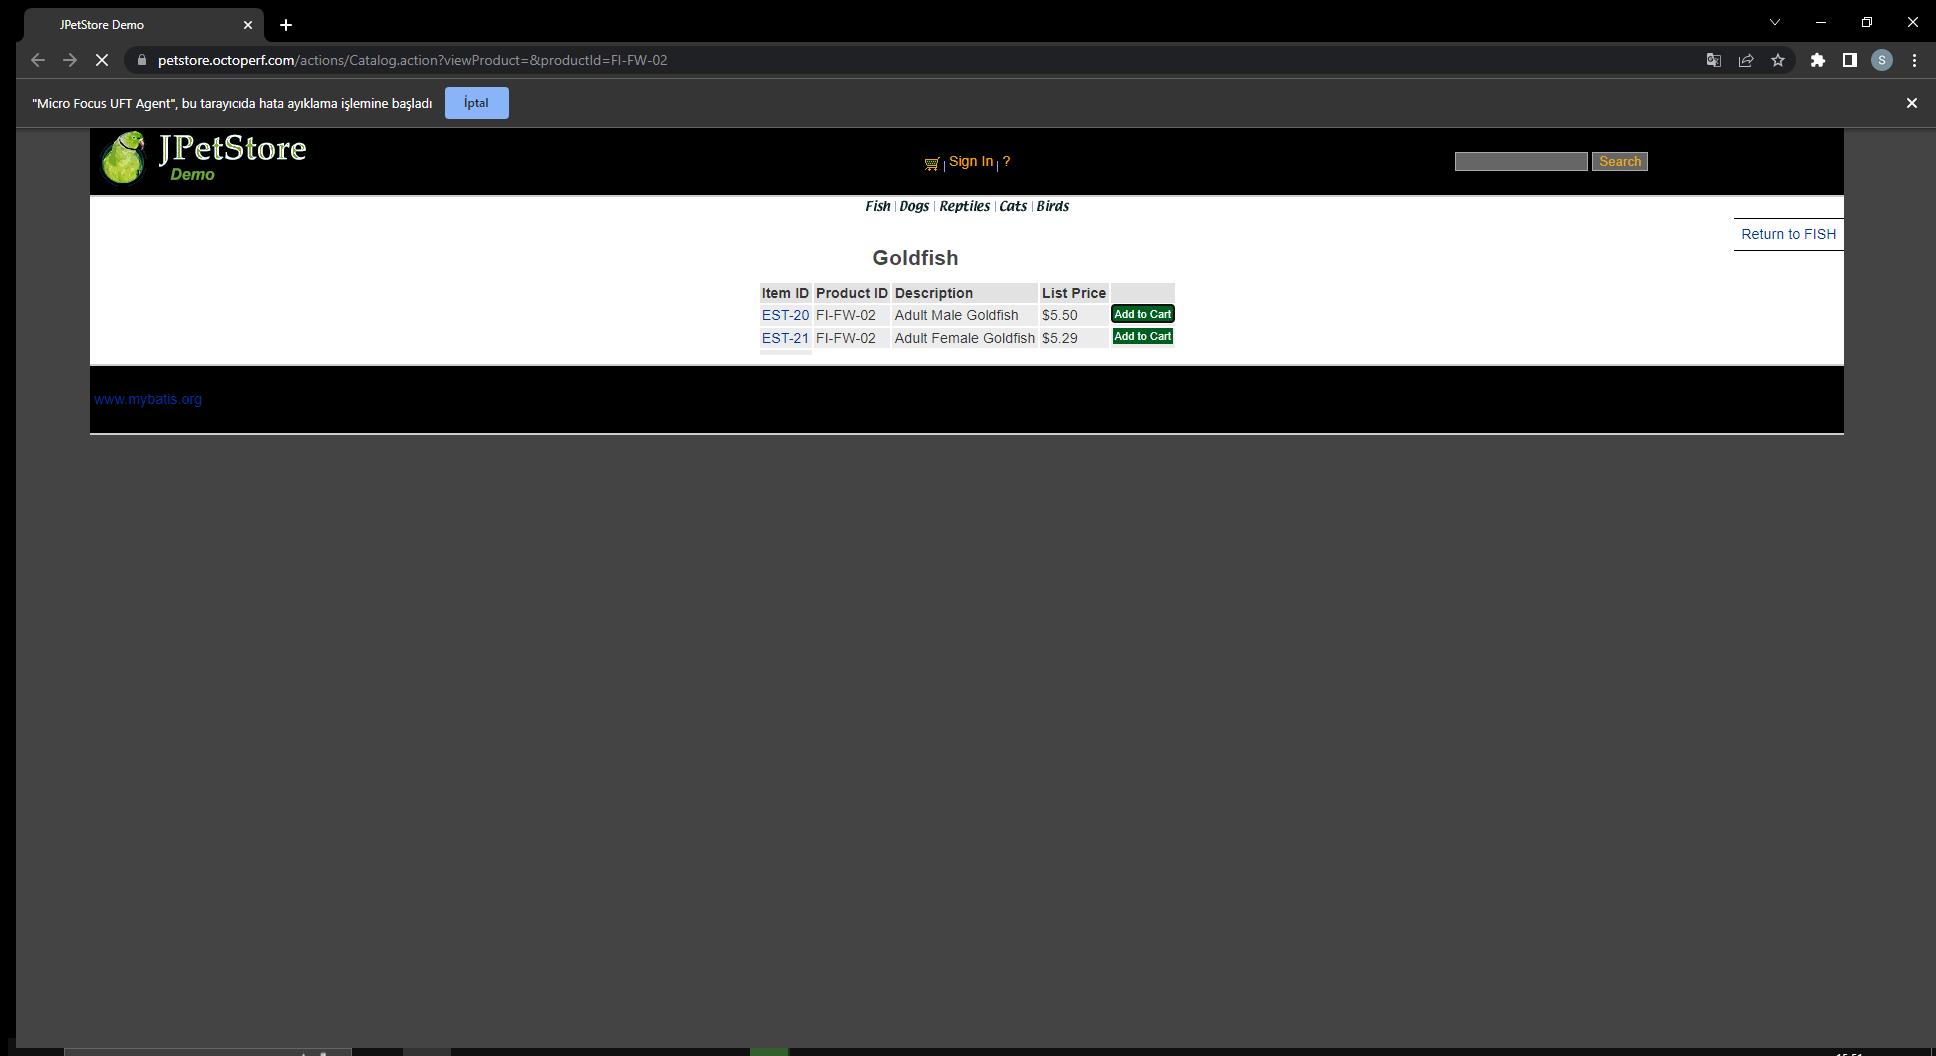 JPetStore Demo
petstore.octoperf.com/actions/Catalog.action?viewProduct=&productId=FI-FW-02
S
"Micro Focus UFT Agent", bu tarayıcıda hata ayıklama işlemine başladı İptal
JPetStore
Demo
| Sign In | ?
Search
Fish | Dogs | Reptiles | Cats | Birds
Return to FISH
Goldfish
Item ID Product ID Description List Price
EST-20 FI-FW-02 Adult Male Goldfish $5.50 Add to Cart
EST-21 FI-FW-02 Adult Female Goldfish $5.29 Add to Cart
www.mybatis.org